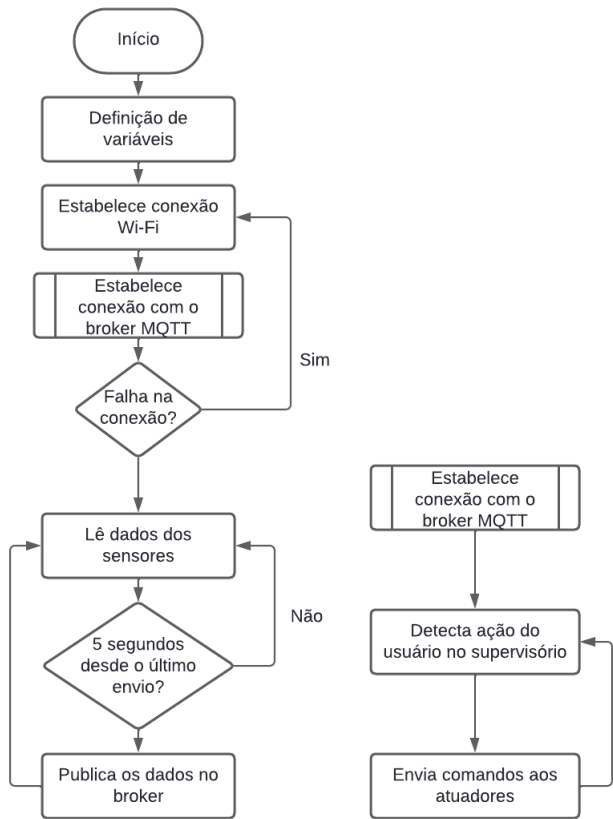 Início
Definição de
variáveis
Estabelece conexão
Wi-Fi
Estabelece
conexão com o
broker MQTT
Sim
Falha na
conexão?
Lê dados dos
sensores
Não
5 segundos
desde o último
envio?
Publica os dados no
broker
Estabelece
conexão com o
broker MQTT
Detecta ação do
usuário no supervisório
Envia comandos aos
atuadores